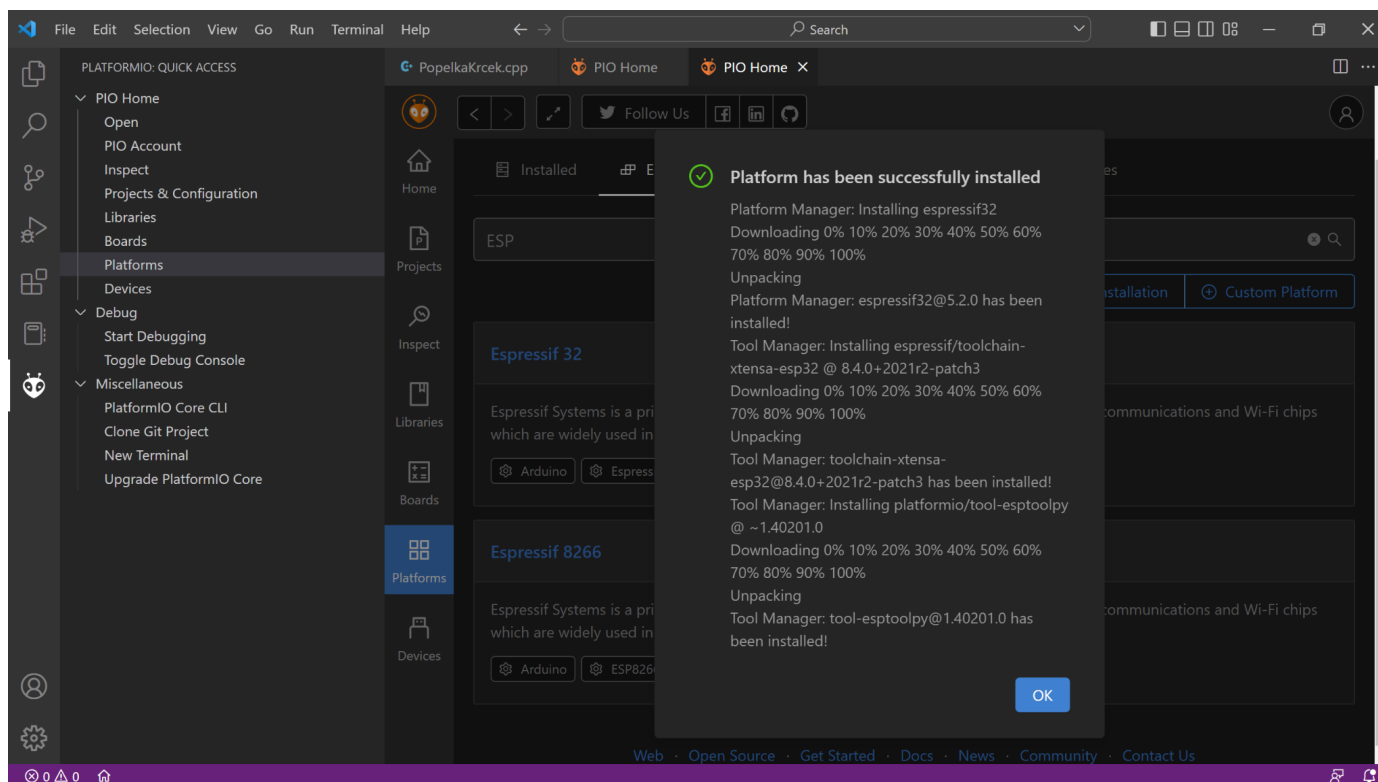 File Edit Selection View Go Run Terminal Help
Search
PLATFORMIO: QUICK ACCESS
PopelkaKrcek.cpp
PIO Home
PIO Home
PIO Home
Open
PIO Account
Inspect
Projects & Configuration
Libraries
Boards
Platforms
Devices
Debug
Start Debugging
Toggle Debug Console
Miscellaneous
PlatformIO Core CLI
Clone Git Project
New Terminal
Upgrade PlatformIO Core
Follow Us
Home
Projects
Inspect
Libraries
Boards
Platforms
Devices
Installed
E
es
ESP
stallation
Custom Platform
Espressif 32
Espressif Systems is a pri
ommunications and Wi-Fi chips
which are widely used in
Arduino
Espress
Espressif 8266
Espressif Systems is a pri
ommunications and Wi-Fi chips
which are widely used in
Arduino
ESP826
Platform has been successfully installed
Platform Manager: Installing espressif32
Downloading 0% 10% 20% 30% 40% 50% 60%
70% 80% 90% 100%
Unpacking
Platform Manager: espressif32@5.2.0 has been
installed!
Tool Manager: Installing espressif/toolchain-
xtensa-esp32 @ 8.4.0+2021r2-patch3
Downloading 0% 10% 20% 30% 40% 50% 60%
70% 80% 90% 100%
Unpacking
Tool Manager: toolchain-xtensa-
esp32@8.4.0+2021r2-patch3 has been installed!
Tool Manager: Installing platformio/tool-esptoolpy
@ ~1.40201.0
Downloading 0% 10% 20% 30% 40% 50% 60%
70% 80% 90% 100%
Unpacking
Tool Manager: tool-esptoolpy@1.40201.0 has
been installed!
OK
Web · Open Source · Get Started · Docs · News · Community · Contact Us
0 0